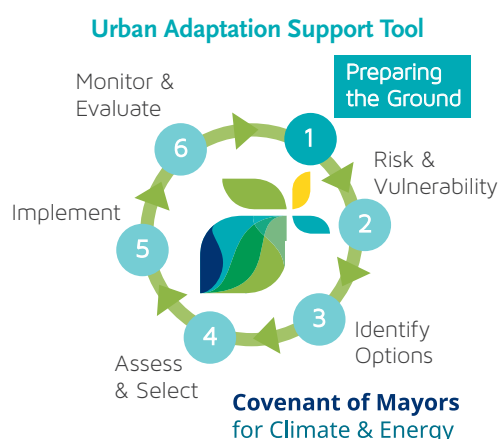 Urban Adaptation Support Tool
Preparing
the Ground
1
Risk &
Vulnerability
2
Identify
Options
3
Assess
& Select
4
Implement
5
Monitor &
Evaluate
6
Covenant of Mayors
for Climate & Energy